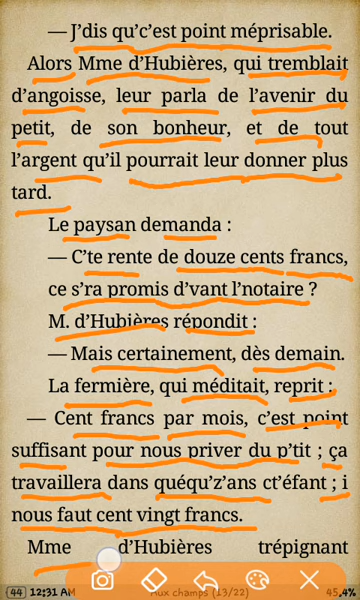 — J'dis qu'c'est point méprisable.
Alors Mme d'Hubières, qui tremblait
d'angoisse, leur parla de l'avenir du
petit, de son bonheur, et de tout
l'argent qu'il pourrait leur donner plus
tard.
Le paysan demanda :
— C'te rente de douze cents francs,
ce s'ra promis d'vant l'notaire ?
M. d'Hubières répondit :
— Mais certainement, dès demain.
La fermière, qui méditait, reprit :
— Cent francs par mois, c'est point
suffisant pour nous priver du p'tit ; ça
travaillera dans quéqu'z'ans ct'éfant ; i
nous faut cent vingt francs.
Mme d'Hubières trépignant
44 12:31 AM Aux champs (13/22) 45.4%